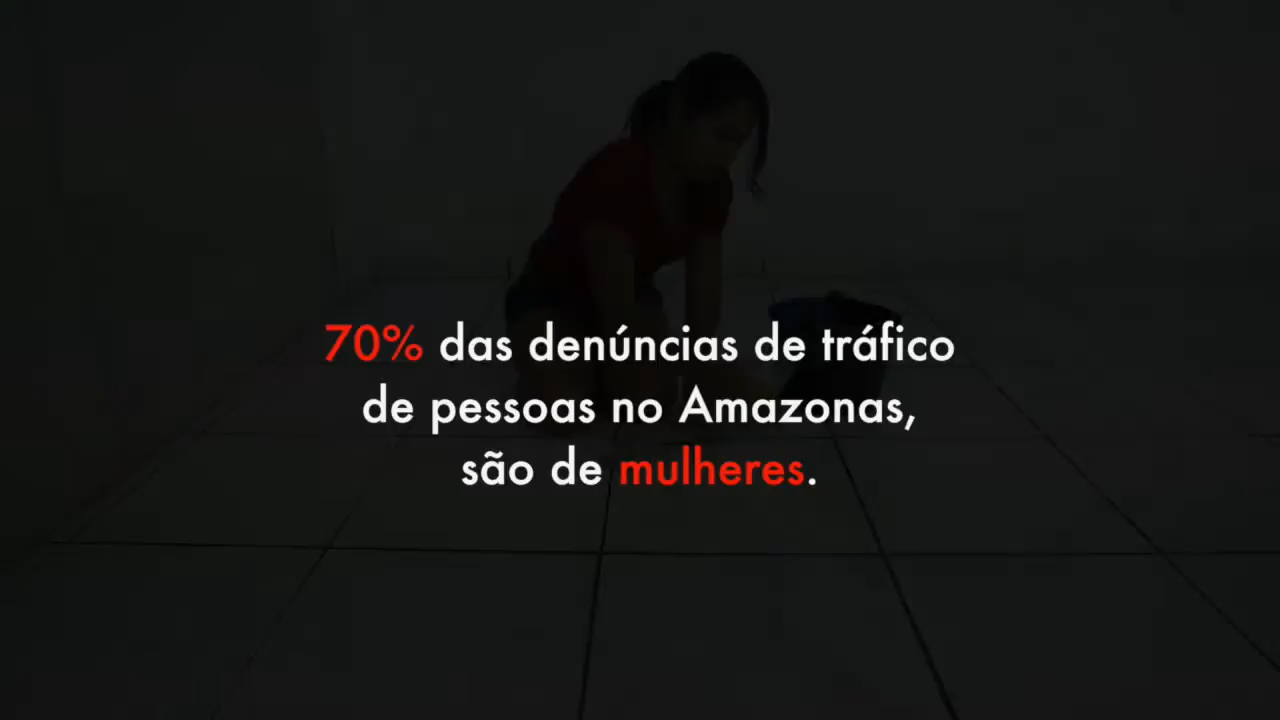 70% das denúncias de tráfico
de pessoas no Amazonas,
são de mulheres.